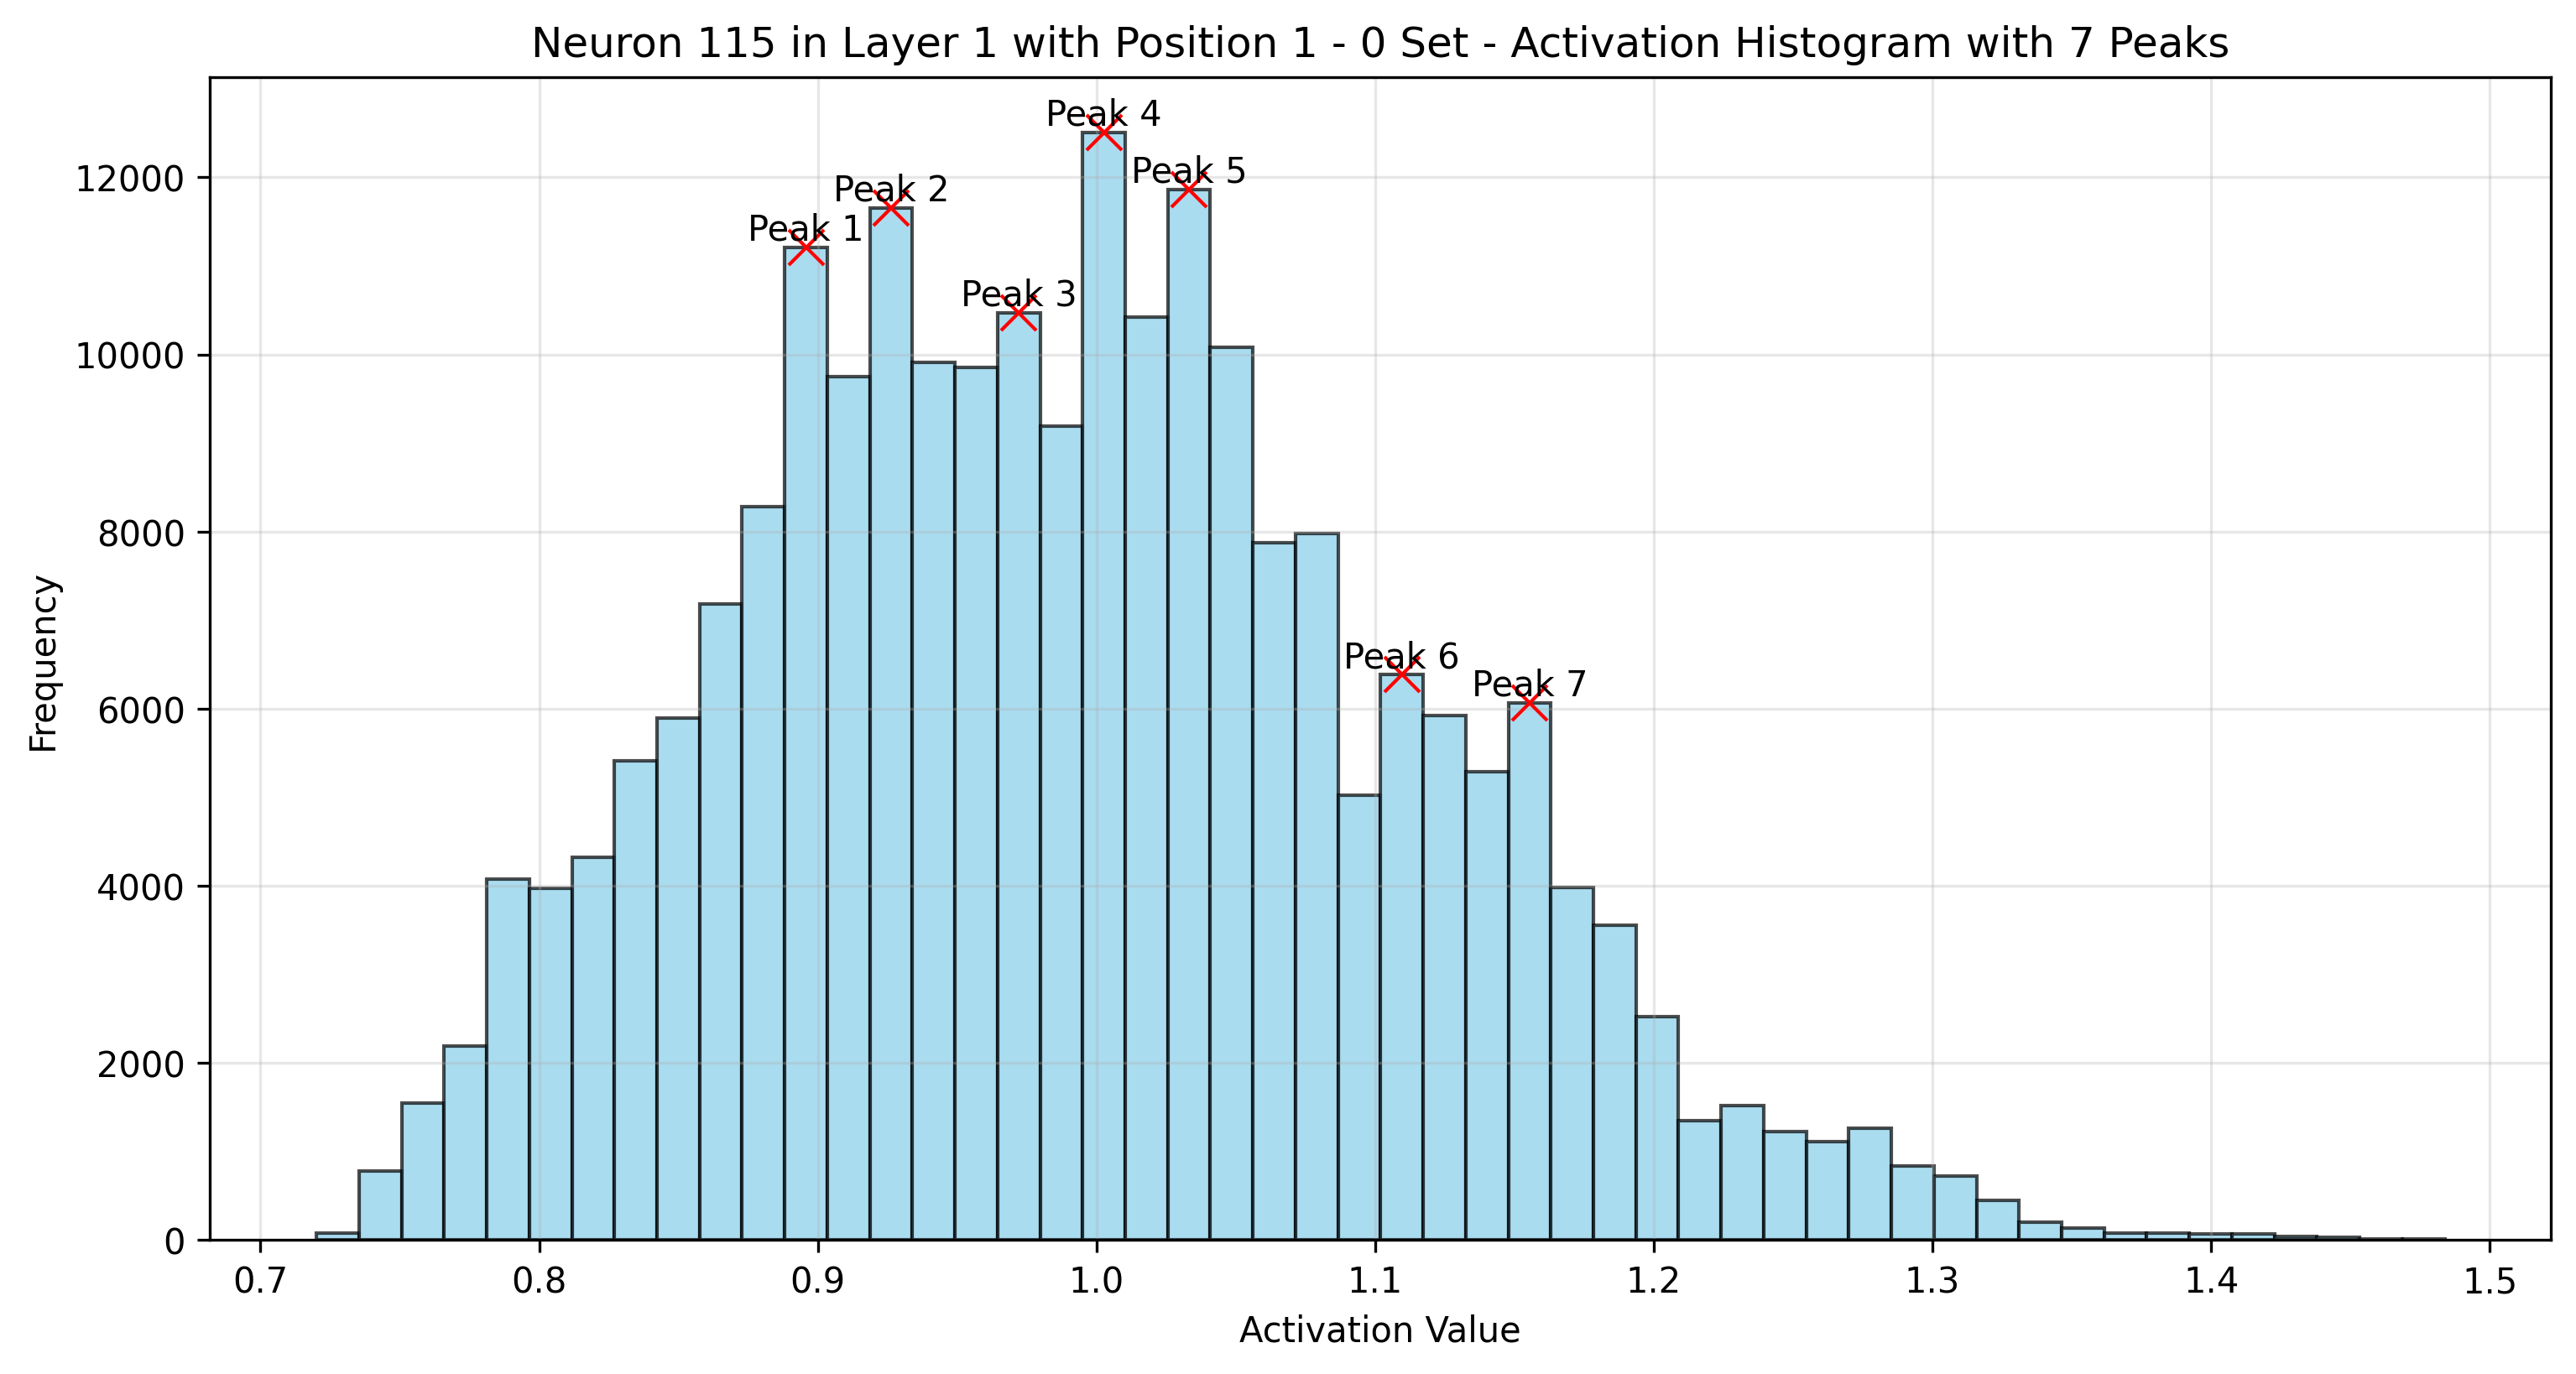 Neuron 115 in Layer 1 with Position 1 - 0 Set - Activation Histogram with 7 Peaks
Peak 4
Peak 5
Peak 2
Peak 1
Peak 3
Peak 6
Peak 7
12000
10000
8000
6000
4000
2000
0
Frequency
0.7 0.8 0.9 1.0 1.1 1.2 1.3 1.4 1.5
Activation Value